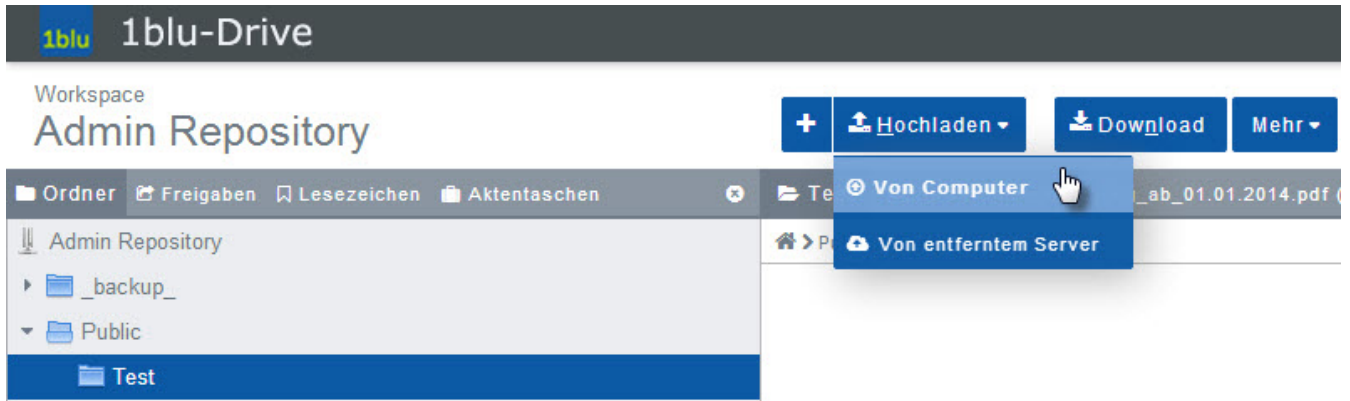 1blu 1blu-Drive
Workspace
Admin Repository
+ Hochladen Download Mehr
Ordner Freigaben Lesezeichen Aktentaschen
Te _ab_01.01.2014.pdf (
Von Computer
Von entferntem Server
Admin Repository
_backup_
Public
Test